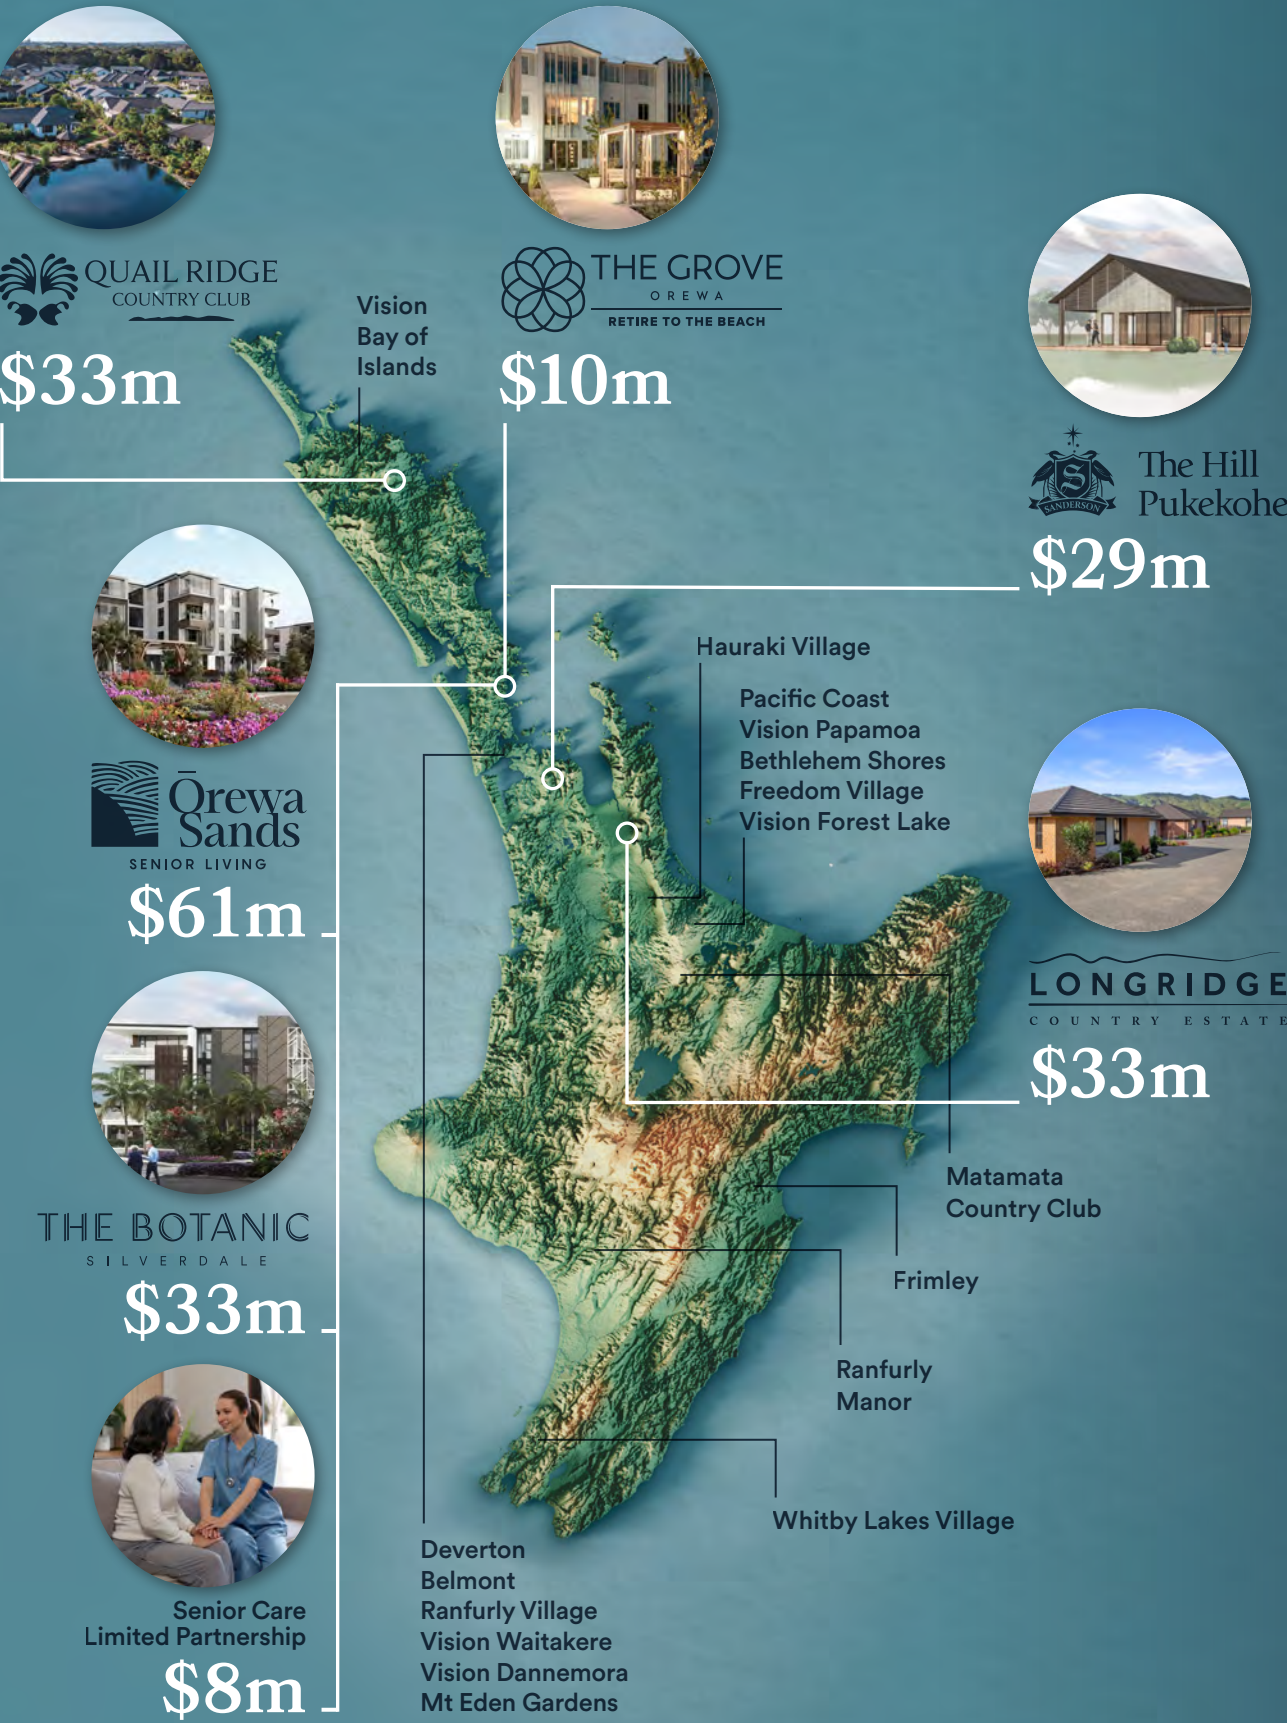 QUAIL RIDGE
COUNTRY CLUB
$33m
Vision
Bay of
Islands
THE GROVE
OREWA
RETIRE TO THE BEACH
$10m
S
SANDERSON
The Hill
Pukekohe
$29m
Hauraki Village
Pacific Coast
Vision Papamoa
Bethlehem Shores
Freedom Village
Vision Forest Lake
Ōrewa
Sands
SENIOR LIVING
$61m
LONGRIDGE
COUNTRY ESTATE
$33m
THE BOTANIC
SILVERDALE
$33m
Matamata
Country Club
Frimley
Ranfurly
Manor
Whitby Lakes Village
Senior Care
Limited Partnership
$8m
Deverton
Belmont
Ranfurly Village
Vision Waitakere
Vision Dannemora
Mt Eden Gardens